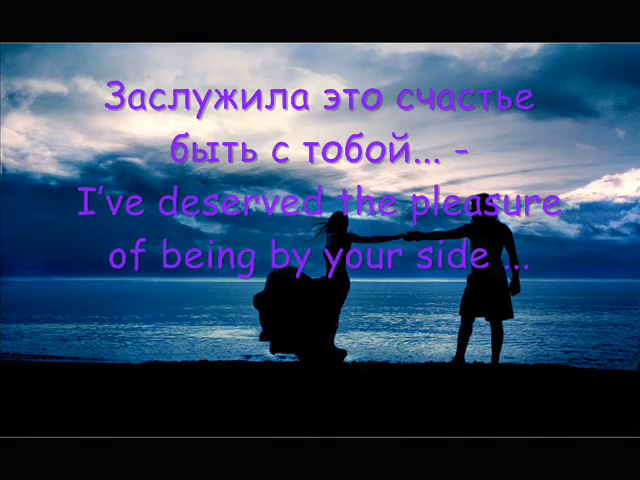 Заслужила это счастье
быть с тобой... -
I've deserved the pleasure
of being by your side ...